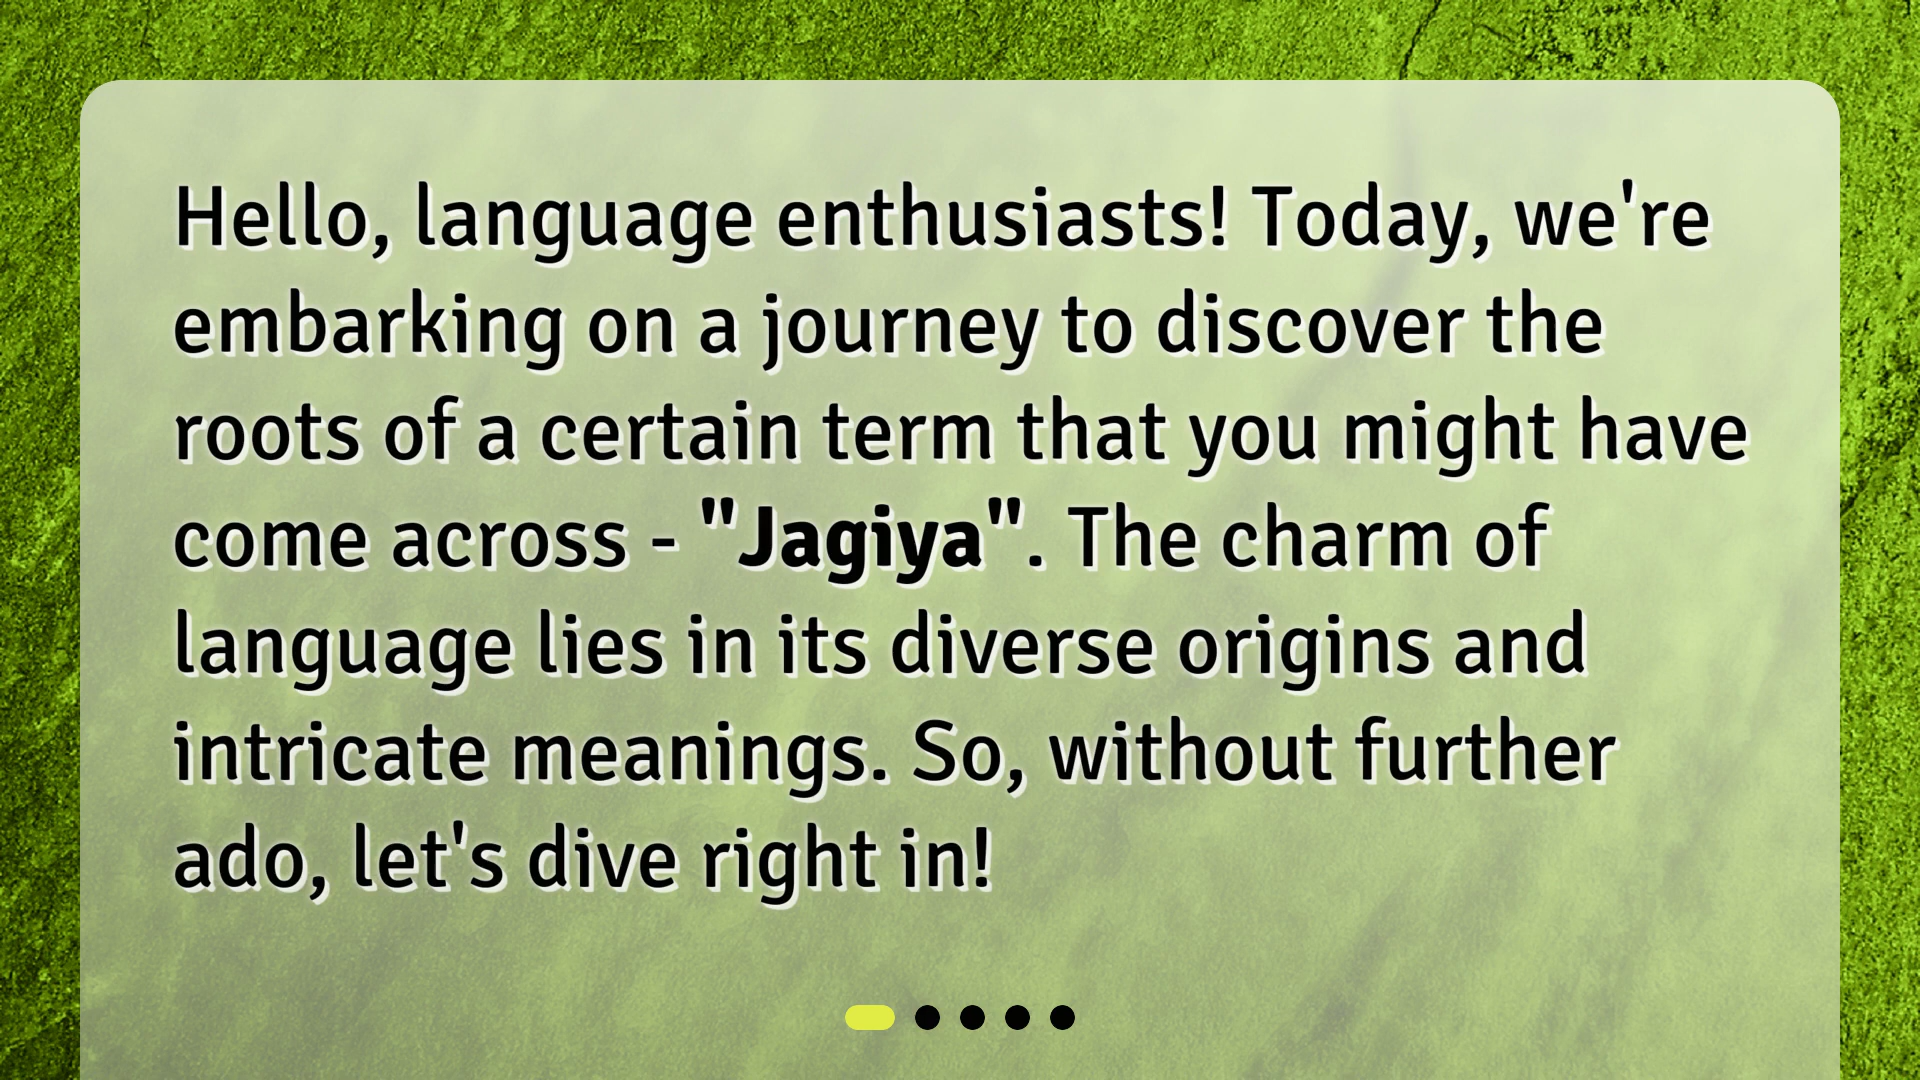 Hello, language enthusiasts! Today, we're
embarking on a journey to discover the
roots of a certain term that you might have
come across - "Jagiya". The charm of
language lies in its diverse origins and
intricate meanings. So, without further
ado, let's dive right in!